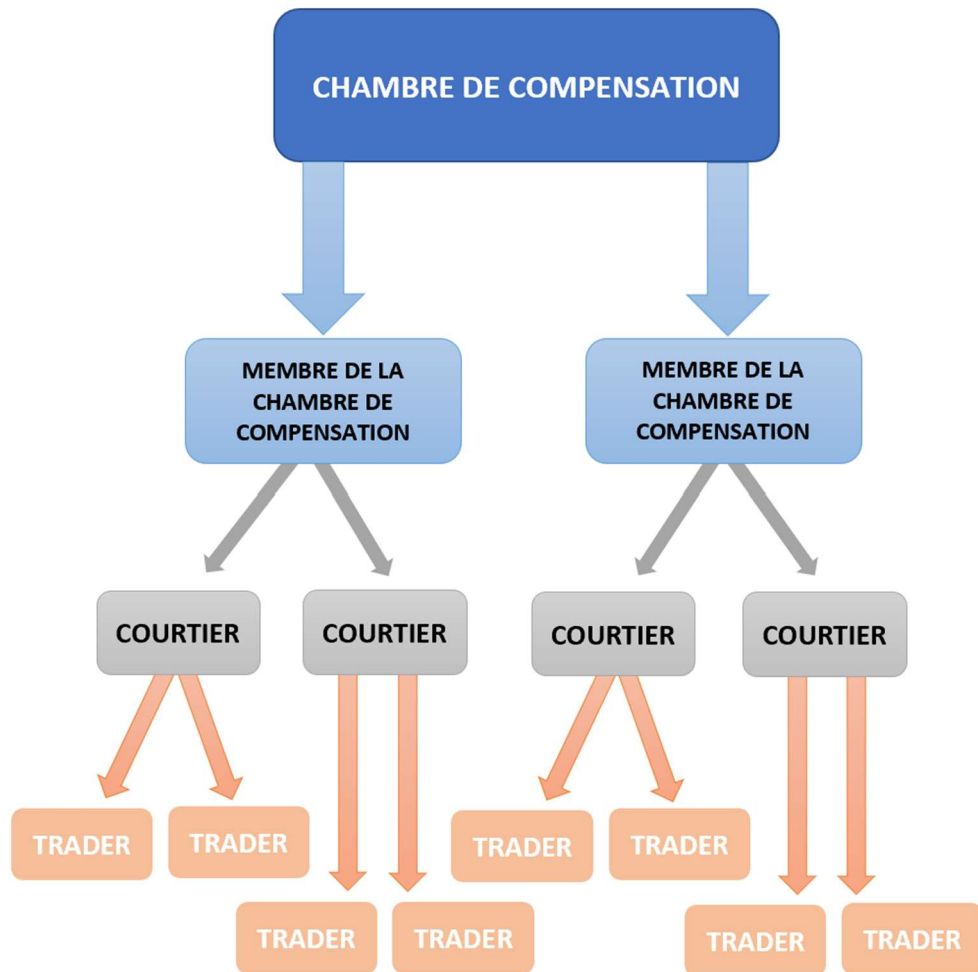 CHAMBRE DE COMPENSATION
MEMBRE DE LA
CHAMBRE DE
COMPENSATION
MEMBRE DE LA
CHAMBRE DE
COMPENSATION
COURTIER
COURTIER
COURTIER
COURTIER
TRADER
TRADER
TRADER
TRADER
TRADER
TRADER
TRADER
TRADER